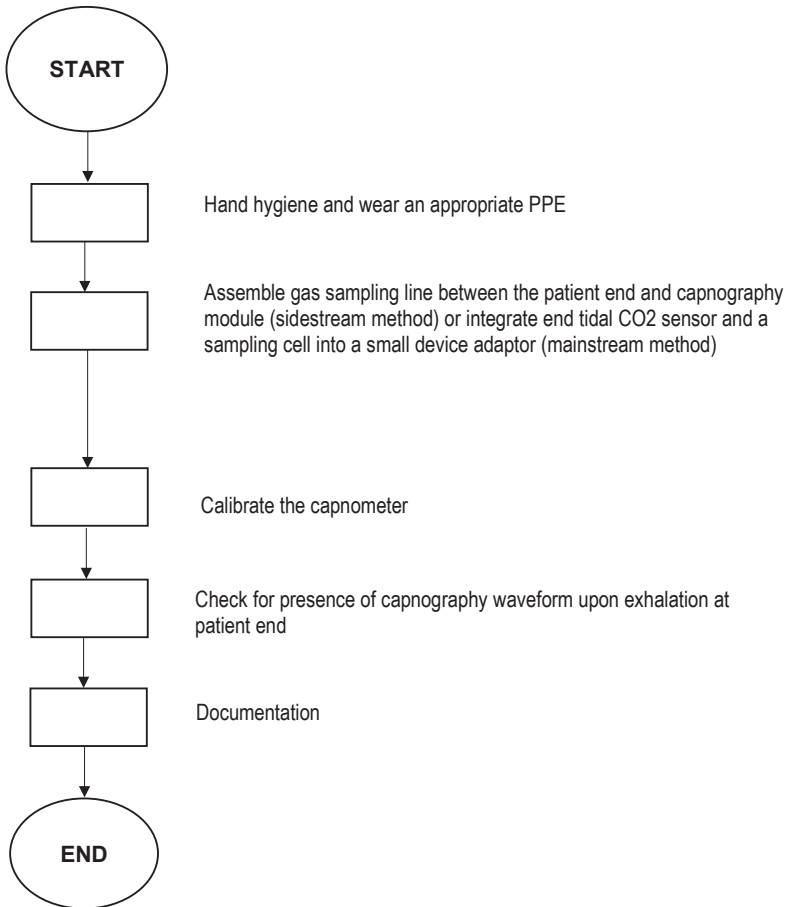 START
Hand hygiene and wear an appropriate PPE
Assemble gas sampling line between the patient end and capnography
module (sidestream method) or integrate end tidal CO2 sensor and a
sampling cell into a small device adaptor (mainstream method)
Calibrate the capnometer
Check for presence of capnography waveform upon exhalation at
patient end
Documentation
END